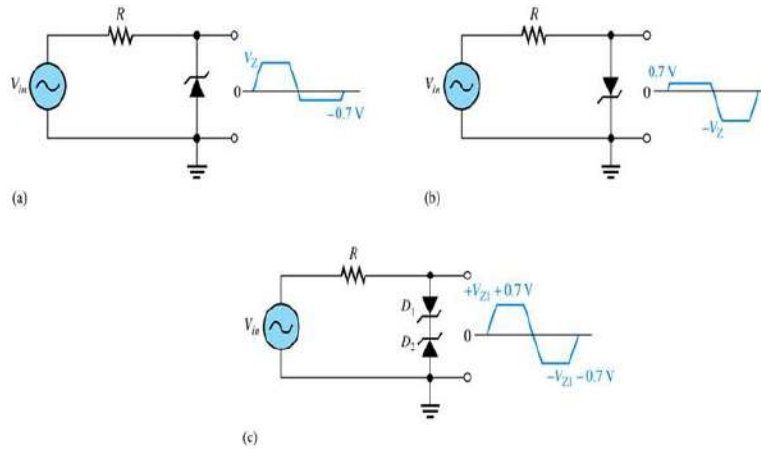 R
V_Z
V_in
0
−0.7 V
(a)
R
0.7 V
V_in
0
−V_Z
(b)
R
+V_Z1 + 0.7 V
D_1
V_in
0
D_2
−V_Z1 − 0.7 V
(c)